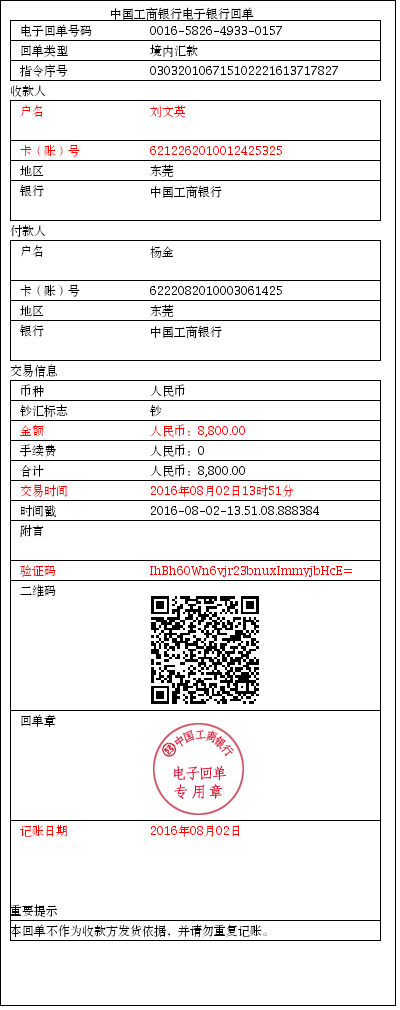 中国工商银行电子银行回单
电子回单号码 0016-5826-4933-0157
回单类型 境内汇款
指令序号 030320106715102221613717827
收款人
户名 刘文英
卡（账）号 6212262010012425325
地区 东莞
银行 中国工商银行
付款人
户名 杨金
卡（账）号 6222082010003061425
地区 东莞
银行 中国工商银行
交易信息
币种 人民币
钞汇标志 钞
金额 人民币：8,800.00
手续费 人民币：0
合计 人民币：8,800.00
交易时间 2016年08月02日13时51分
时间戳 2016-08-02-13.51.08.888384
附言
验证码 IhBh60Wn6vjr23bnuxImmyjbHcE=
二维码
回单章
中国工商银行
电子回单
专用章
记账日期 2016年08月02日
重要提示
本回单不作为收款方发货依据，并请勿重复记账。